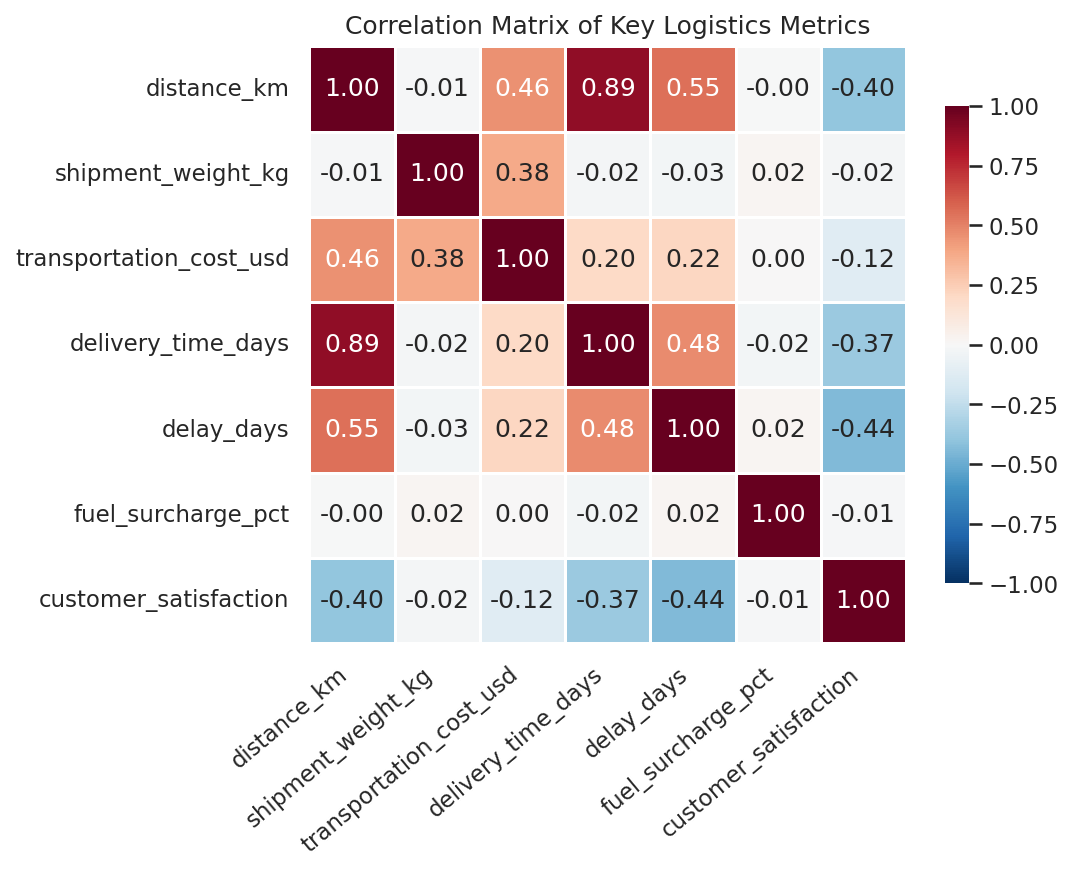 Correlation Matrix of Key Logistics Metrics
distance_km 1.00 -0.01 0.46 0.89 0.55 -0.00 -0.40
shipment_weight_kg -0.01 1.00 0.38 -0.02 -0.03 0.02 -0.02
transportation_cost_usd 0.46 0.38 1.00 0.20 0.22 0.00 -0.12
delivery_time_days 0.89 -0.02 0.20 1.00 0.48 -0.02 -0.37
delay_days 0.55 -0.03 0.22 0.48 1.00 0.02 -0.44
fuel_surcharge_pct -0.00 0.02 0.00 -0.02 0.02 1.00 -0.01
customer_satisfaction -0.40 -0.02 -0.12 -0.37 -0.44 -0.01 1.00
distance_km
shipment_weight_kg
transportation_cost_usd
delivery_time_days
delay_days
fuel_surcharge_pct
customer_satisfaction
1.00
0.75
0.50
0.25
0.00
−0.25
−0.50
−0.75
−1.00